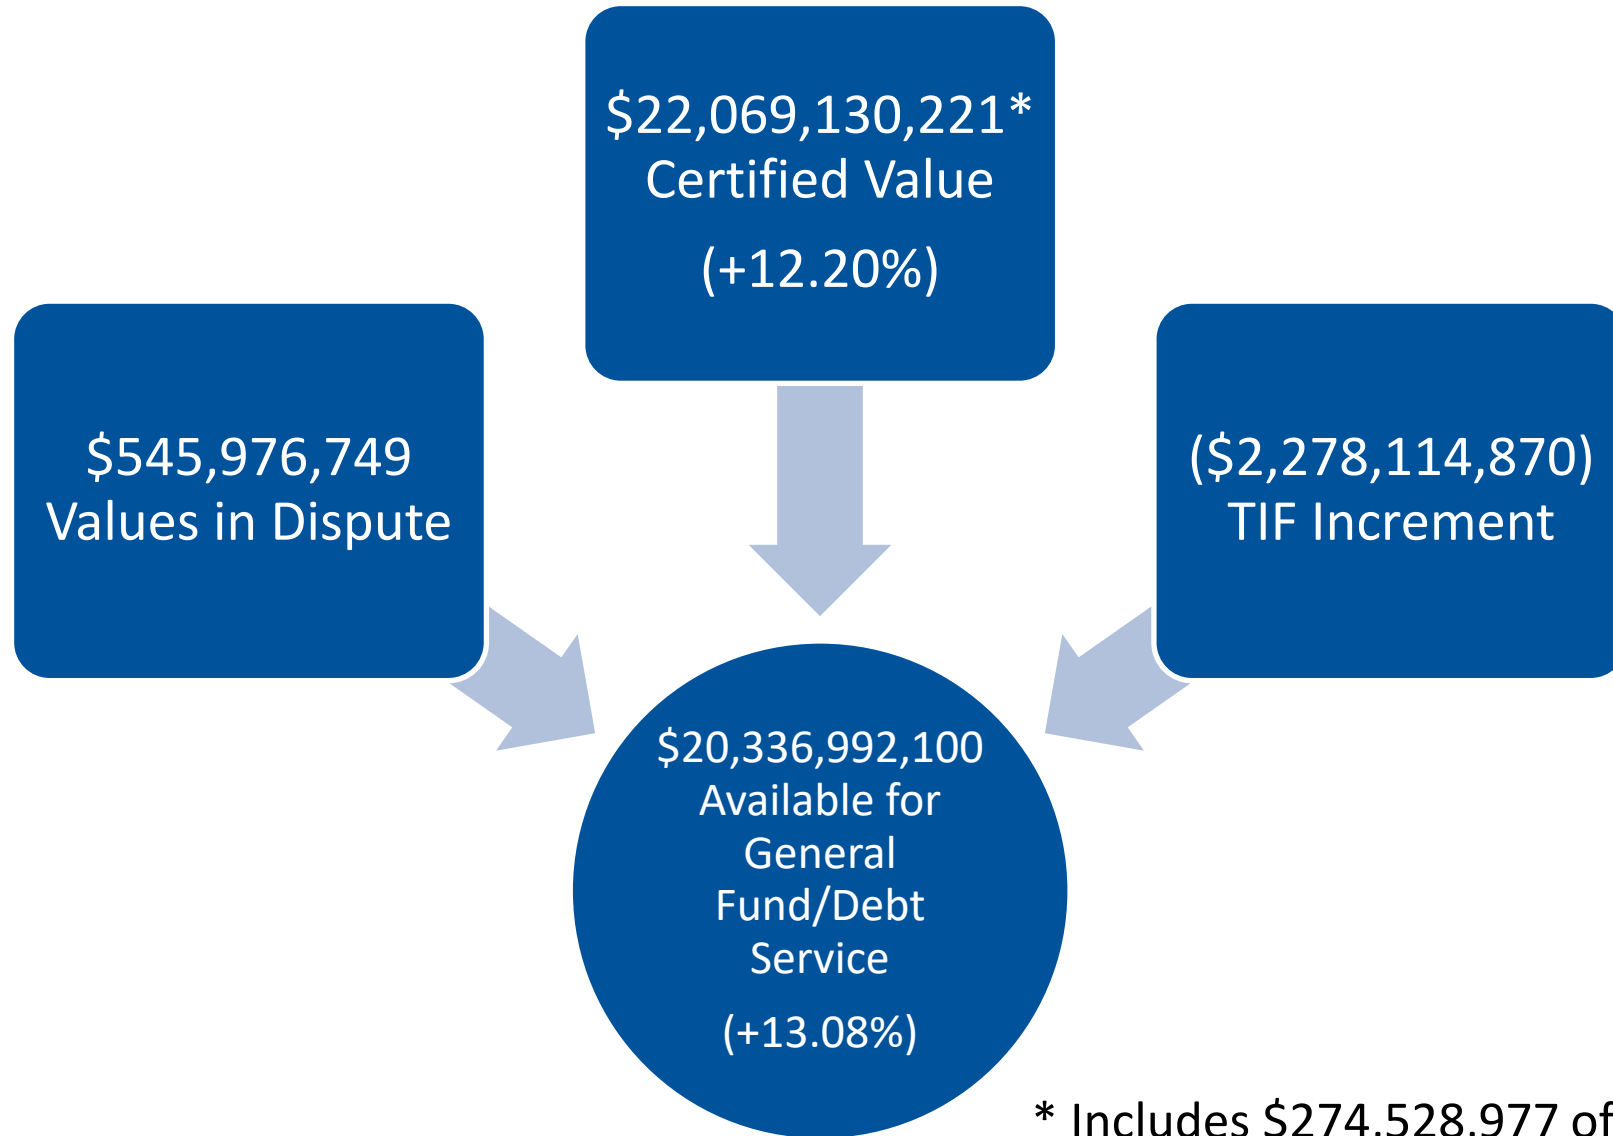 $22,069,130,221*
Certified Value
(+12.20%)
$545,976,749
Values in Dispute
($2,278,114,870)
TIF Increment
$20,336,992,100
Available for
General
Fund/Debt
Service
(+13.08%)
* Includes $274,528,977 of